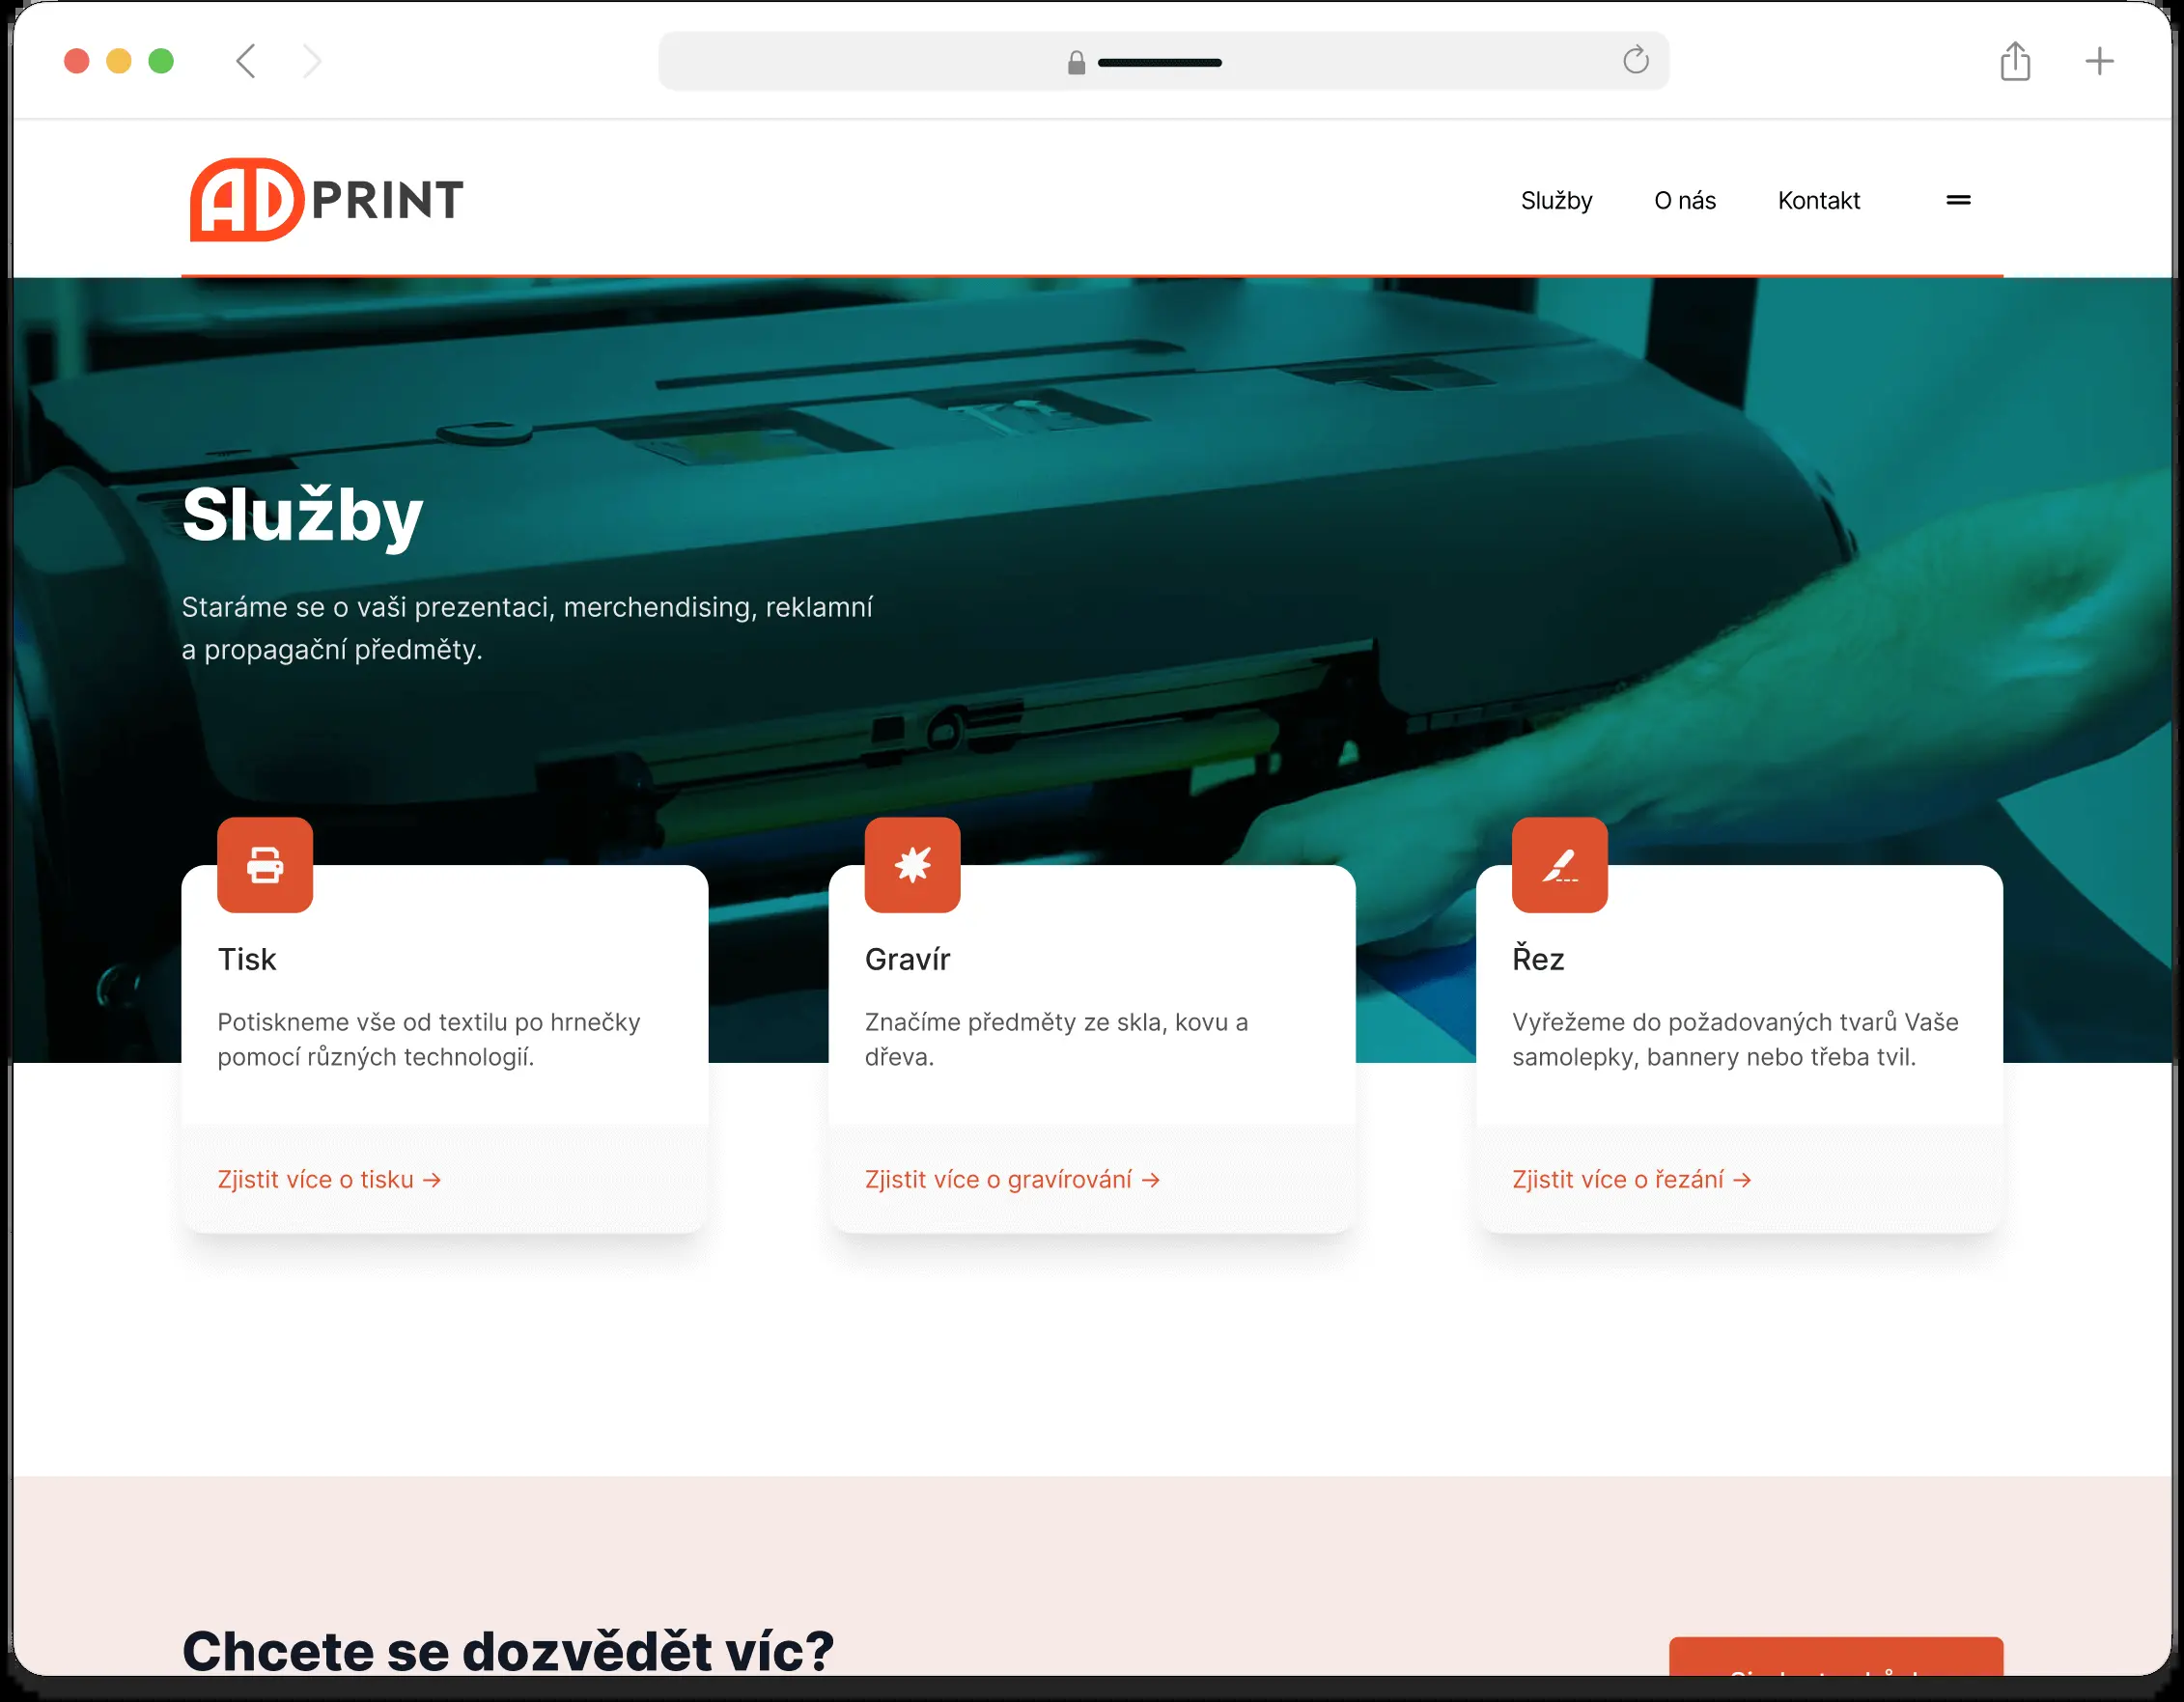 AD PRINT
Služby
O nás
Kontakt
Služby
Staráme se o vaši prezentaci, merchendising, reklamní
a propagační předměty.
Tisk
Potiskneme vše od textilu po hrnečky
pomocí různých technologií.
Zjistit více o tisku →
Gravír
Značíme předměty ze skla, kovu a
dřeva.
Zjistit více o gravírování →
Řez
Vyřežeme do požadovaných tvarů Vaše
samolepky, bannery nebo třeba tvil.
Zjistit více o řezání →
Chcete se dozvědět víc?